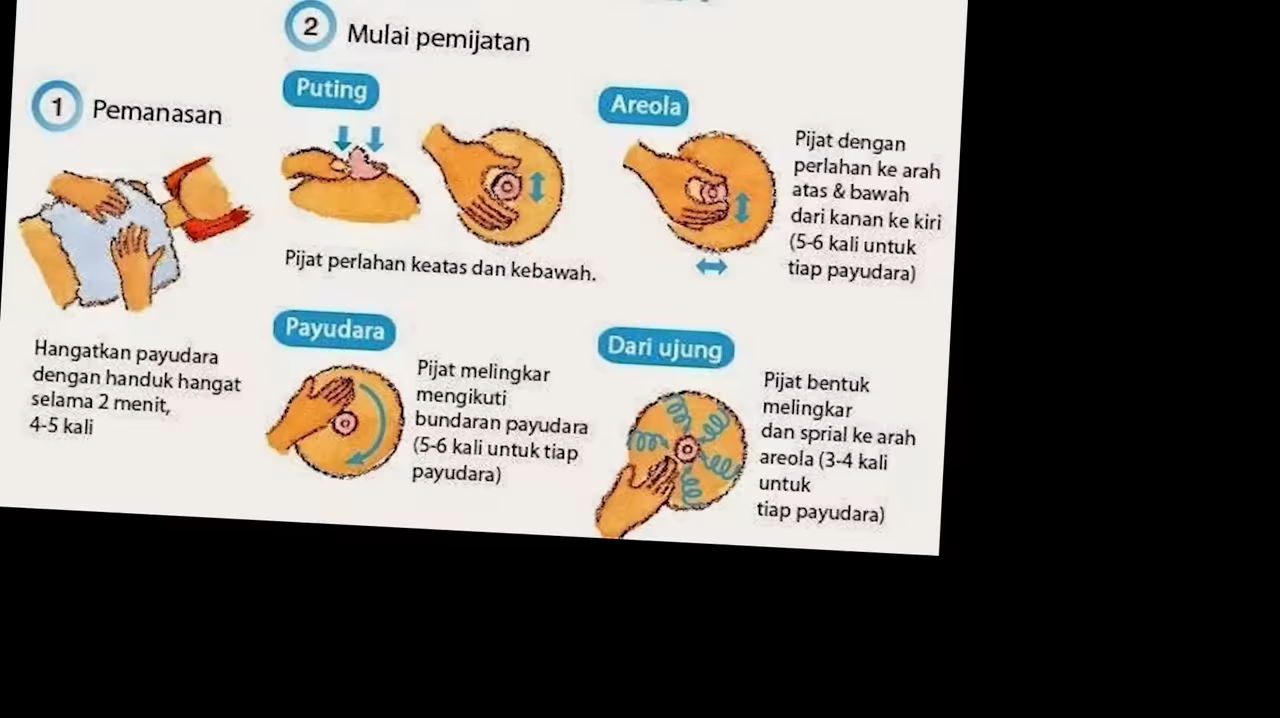 1 Pemanasan
Hangatkan payudara
dengan handuk hangat
selama 2 menit,
4-5 kali
2 Mulai pemijatan
Puting
Pijat perlahan keatas dan kebawah.
Areola
Pijat dengan
perlahan ke arah
atas & bawah
dari kanan ke kiri
(5-6 kali untuk
tiap payudara)
Payudara
Pijat melingkar
mengikuti
bundaran payudara
(5-6 kali untuk tiap
payudara)
Dari ujung
Pijat bentuk
melingkar
dan sprial ke arah
areola (3-4 kali
untuk
tiap payudara)